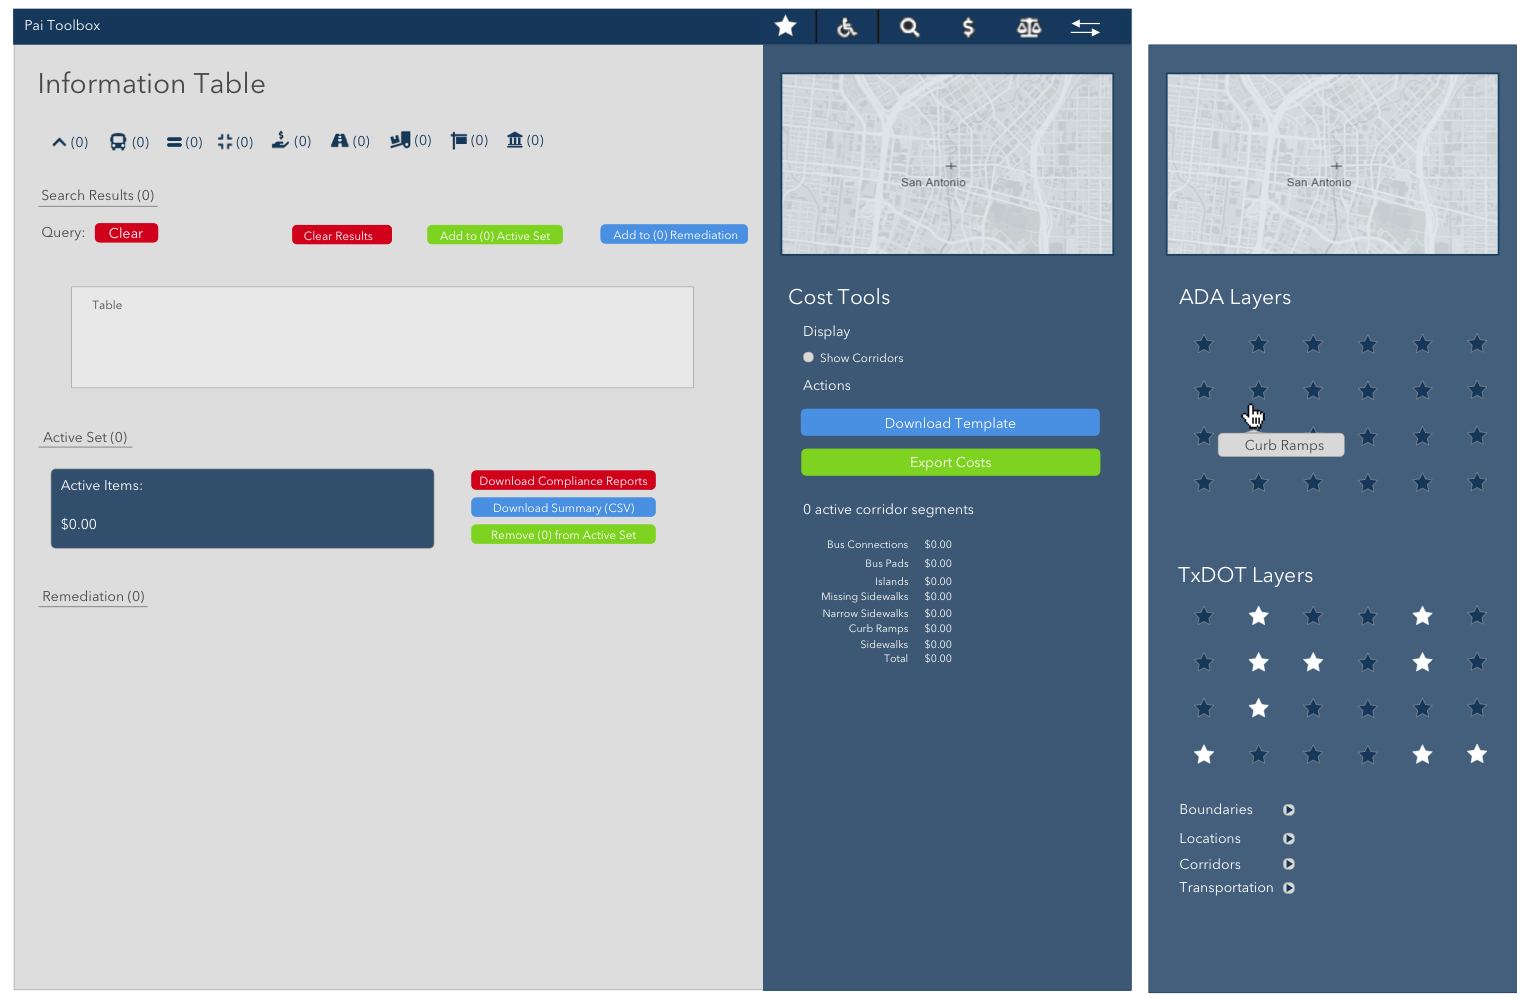 Pai Toolbox
Information Table
(0) (0) (0) (0) (0) (0) (0) (0) (0)
Search Results (0)
Query: Clear Clear Results Add to (0) Active Set Add to (0) Remediation
Table
Active Set (0)
Active Items:
$0.00
Download Compliance Reports
Download Summary (CSV)
Remove (0) from Active Set
Remediation (0)
San Antonio
Cost Tools
Display
Show Corridors
Actions
Download Template
Export Costs
0 active corridor segments
Bus Connections $0.00
Bus Pads $0.00
Islands $0.00
Missing Sidewalks $0.00
Narrow Sidewalks $0.00
Curb Ramps $0.00
Sidewalks $0.00
Total $0.00
San Antonio
ADA Layers
Curb Ramps
TxDOT Layers
Boundaries
Locations
Corridors
Transportation